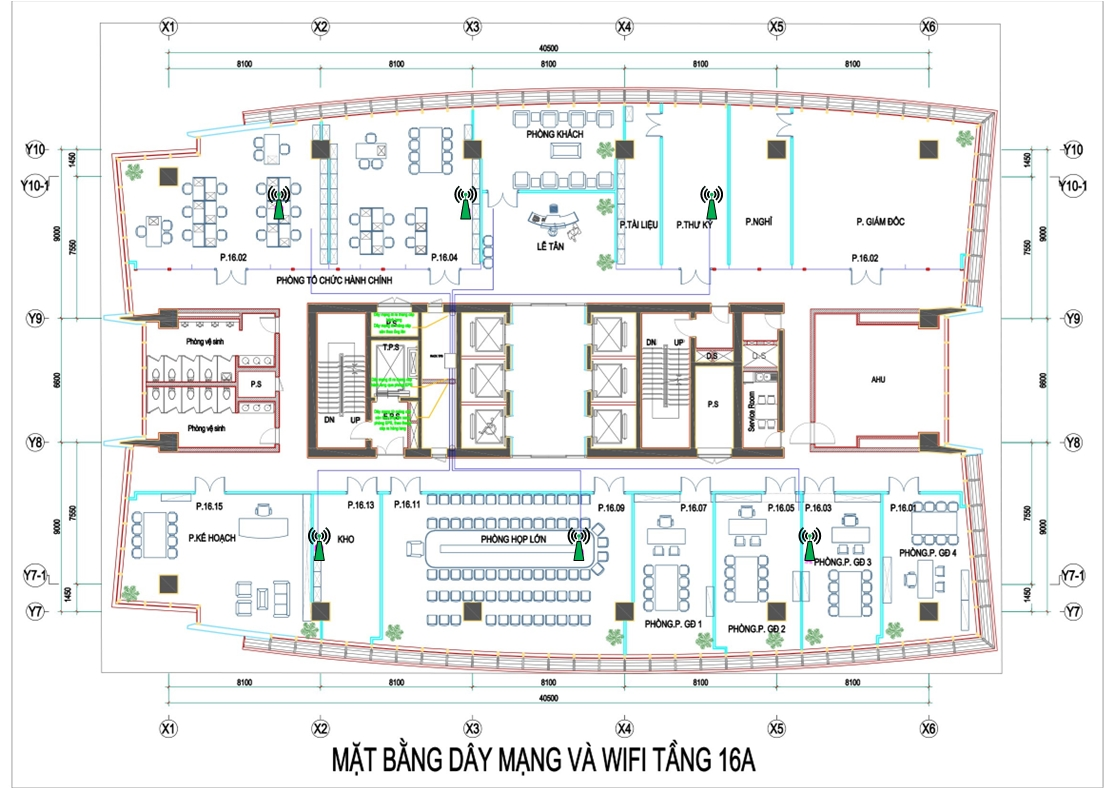 X1 X2 X3 X4 X5 X6
40500
8100 8100 8100 8100 8100
Y10 1450 1450 Y10
Y10-1 Y10-1
9000 7550 7550 9000
PHÒNG KHÁCH
LỄ TÂN
P.TÀI LIỆU
P.THƯ KÝ
P.NGHỈ
P. GIÁM ĐỐC
P.16.02
P.16.04
P.16.02
PHÒNG TỔ CHỨC HÀNH CHÍNH
Y9 Y9
6600 6600
Phòng vệ sinh
P.S
Phòng vệ sinh
T.P.S
DN UP
DN UP
D.S
P.S
Service Room
AHU
Y8 Y8
9000 7550 7550 9000
P.16.15
P.16.13
P.16.11
P.16.09
P.16.07
P.16.05
P.16.03
P.16.01
P.KẾ HOẠCH
KHO
PHÒNG HỌP LỚN
PHÒNG.P. GĐ 1
PHÒNG.P. GĐ 2
PHÒNG.P. GĐ 3
PHÒNG.P. GĐ 4
Y7-1 Y7-1
1450 1450
Y7 Y7
8100 8100 8100 8100 8100
40500
X1 X2 X3 X4 X5 X6
MẶT BẰNG DÂY MẠNG VÀ WIFI TẦNG 16A